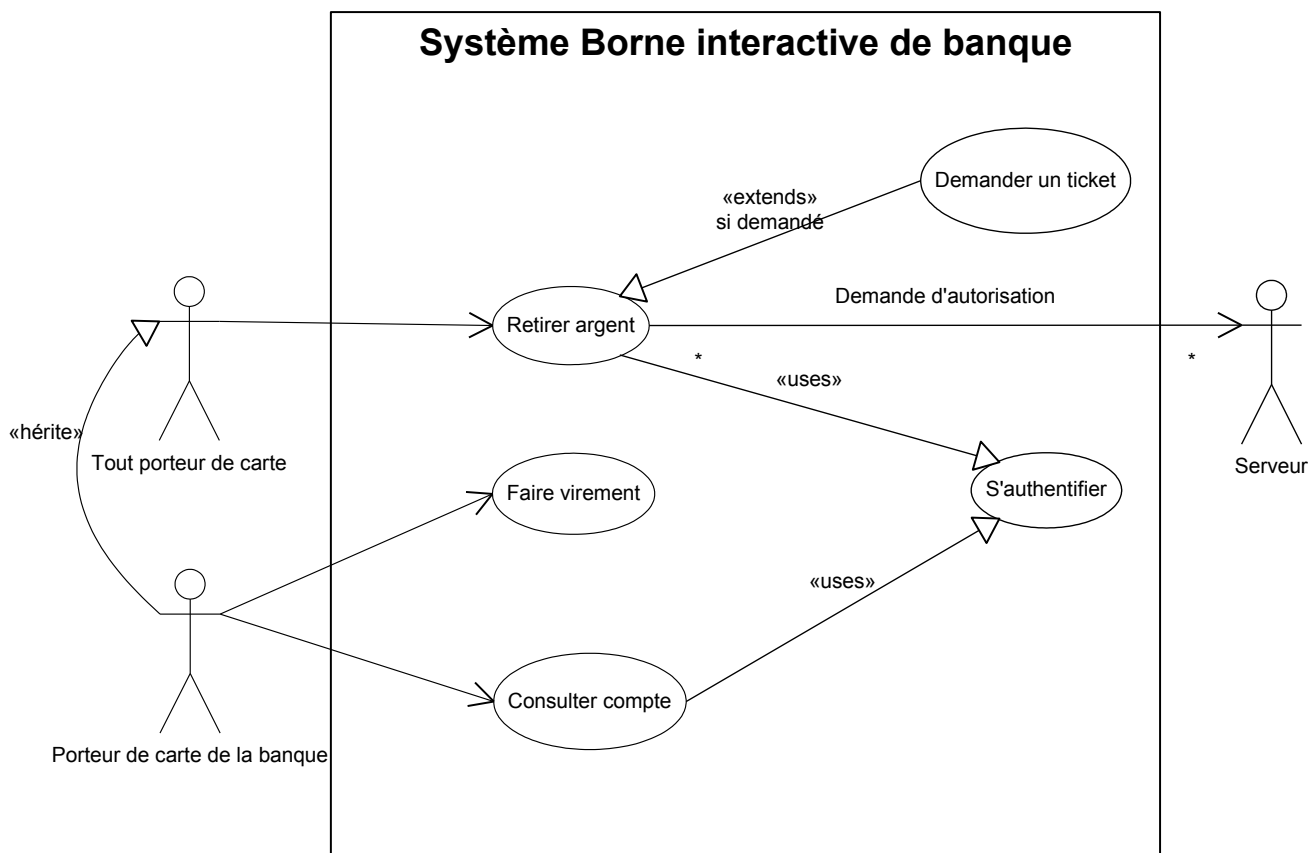 Système Borne interactive de banque
Demander un ticket
«extends»
si demandé
Retirer argent
Demande d'autorisation
*
*
«uses»
«hérite»
Tout porteur de carte
Serveur
Faire virement
S'authentifier
«uses»
Consulter compte
Porteur de carte de la banque